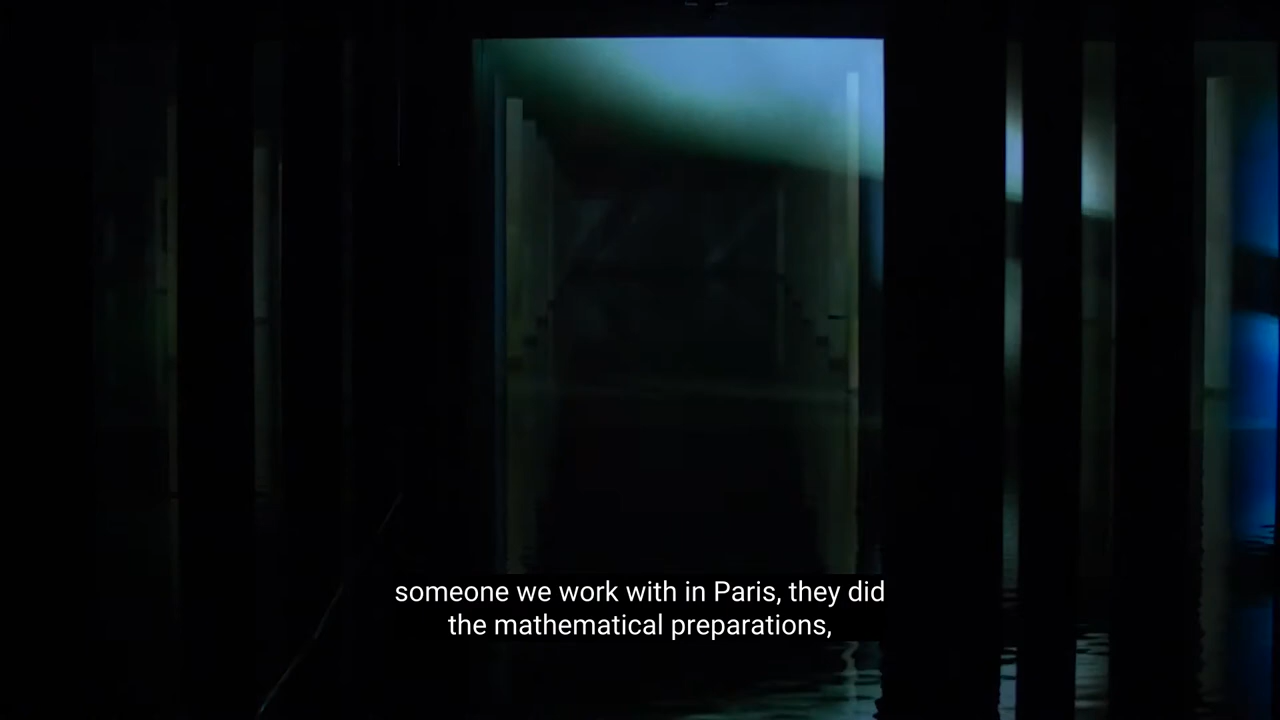 someone we work with in Paris, they did
the mathematical preparations,